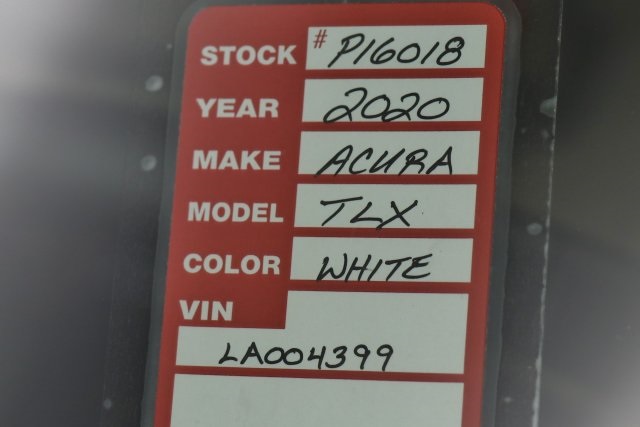 STOCK # P16018
YEAR 2020
MAKE ACURA
MODEL TLX
COLOR WHITE
VIN
LA004399